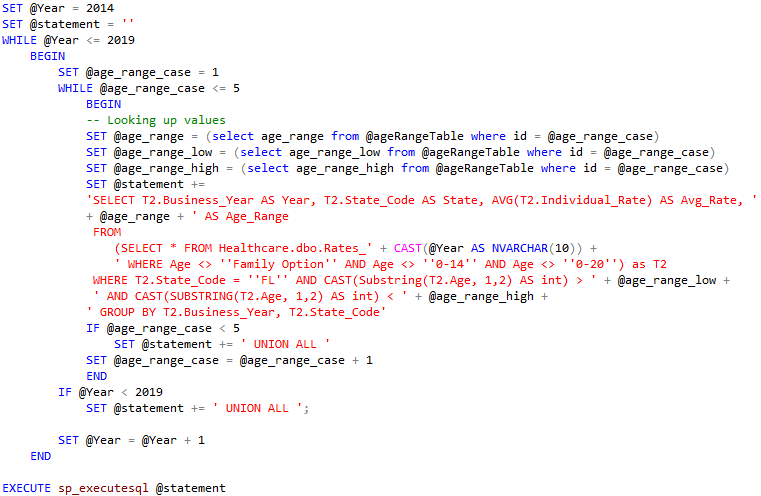 SET @Year = 2014
SET @statement = ''
WHILE @Year <= 2019
BEGIN
SET @age_range_case = 1
WHILE @age_range_case <= 5
BEGIN
-- Looking up values
SET @age_range = (select age_range from @ageRangeTable where id = @age_range_case)
SET @age_range_low = (select age_range_low from @ageRangeTable where id = @age_range_case)
SET @age_range_high = (select age_range_high from @ageRangeTable where id = @age_range_case)
SET @statement +=
'SELECT T2.Business_Year AS Year, T2.State_Code AS State, AVG(T2.Individual_Rate) AS Avg_Rate, '
+ @age_range + ' AS Age_Range
FROM
(SELECT * FROM Healthcare.dbo.Rates_' + CAST(@Year AS NVARCHAR(10)) +
' WHERE Age <> ''Family Option'' AND Age <> ''0-14'' AND Age <> ''0-20'') as T2
WHERE T2.State_Code = ''FL'' AND CAST(Substring(T2.Age, 1,2) AS int) > ' + @age_range_low +
' AND CAST(SUBSTRING(T2.Age, 1,2) AS int) < ' + @age_range_high +
' GROUP BY T2.Business_Year, T2.State_Code'
IF @age_range_case < 5
SET @statement += ' UNION ALL '
SET @age_range_case = @age_range_case + 1
END
IF @Year < 2019
SET @statement += ' UNION ALL ';
SET @Year = @Year + 1
END
EXECUTE sp_executesql @statement